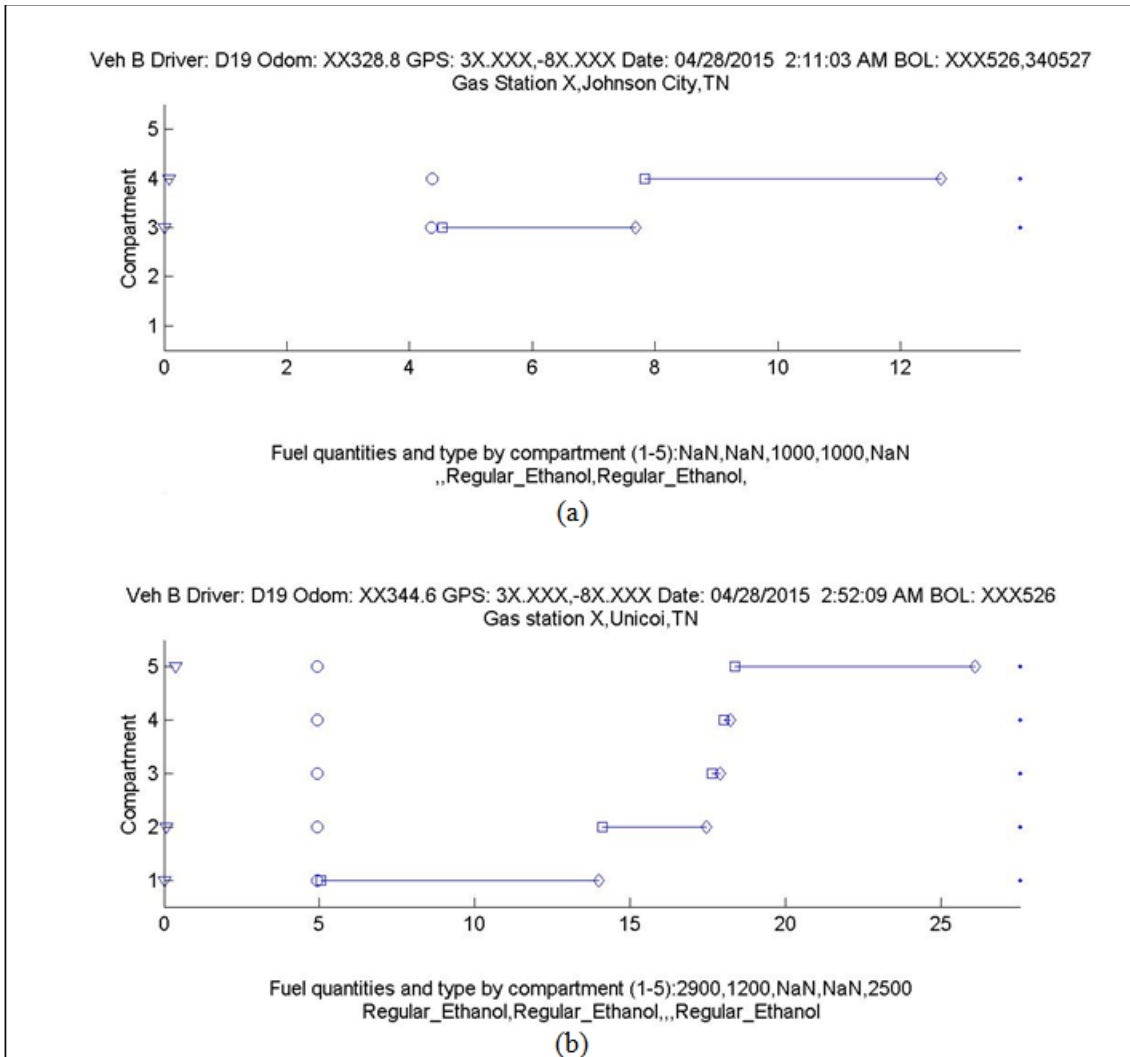 Veh B Driver: D19 Odom: XX328.8 GPS: 3X.XXX,-8X.XXX Date: 04/28/2015  2:11:03 AM BOL: XXX526,340527
Gas Station X,Johnson City,TN
Compartment
5
4
3
2
1
0 2 4 6 8 10 12
Fuel quantities and type by compartment (1-5):NaN,NaN,1000,1000,NaN
,,Regular_Ethanol,Regular_Ethanol,
(a)
Veh B Driver: D19 Odom: XX344.6 GPS: 3X.XXX,-8X.XXX Date: 04/28/2015  2:52:09 AM BOL: XXX526
Gas station X,Unicoi,TN
Compartment
5
4
3
2
1
0 5 10 15 20 25
Fuel quantities and type by compartment (1-5):2900,1200,NaN,NaN,2500
Regular_Ethanol,Regular_Ethanol,,,Regular_Ethanol
(b)